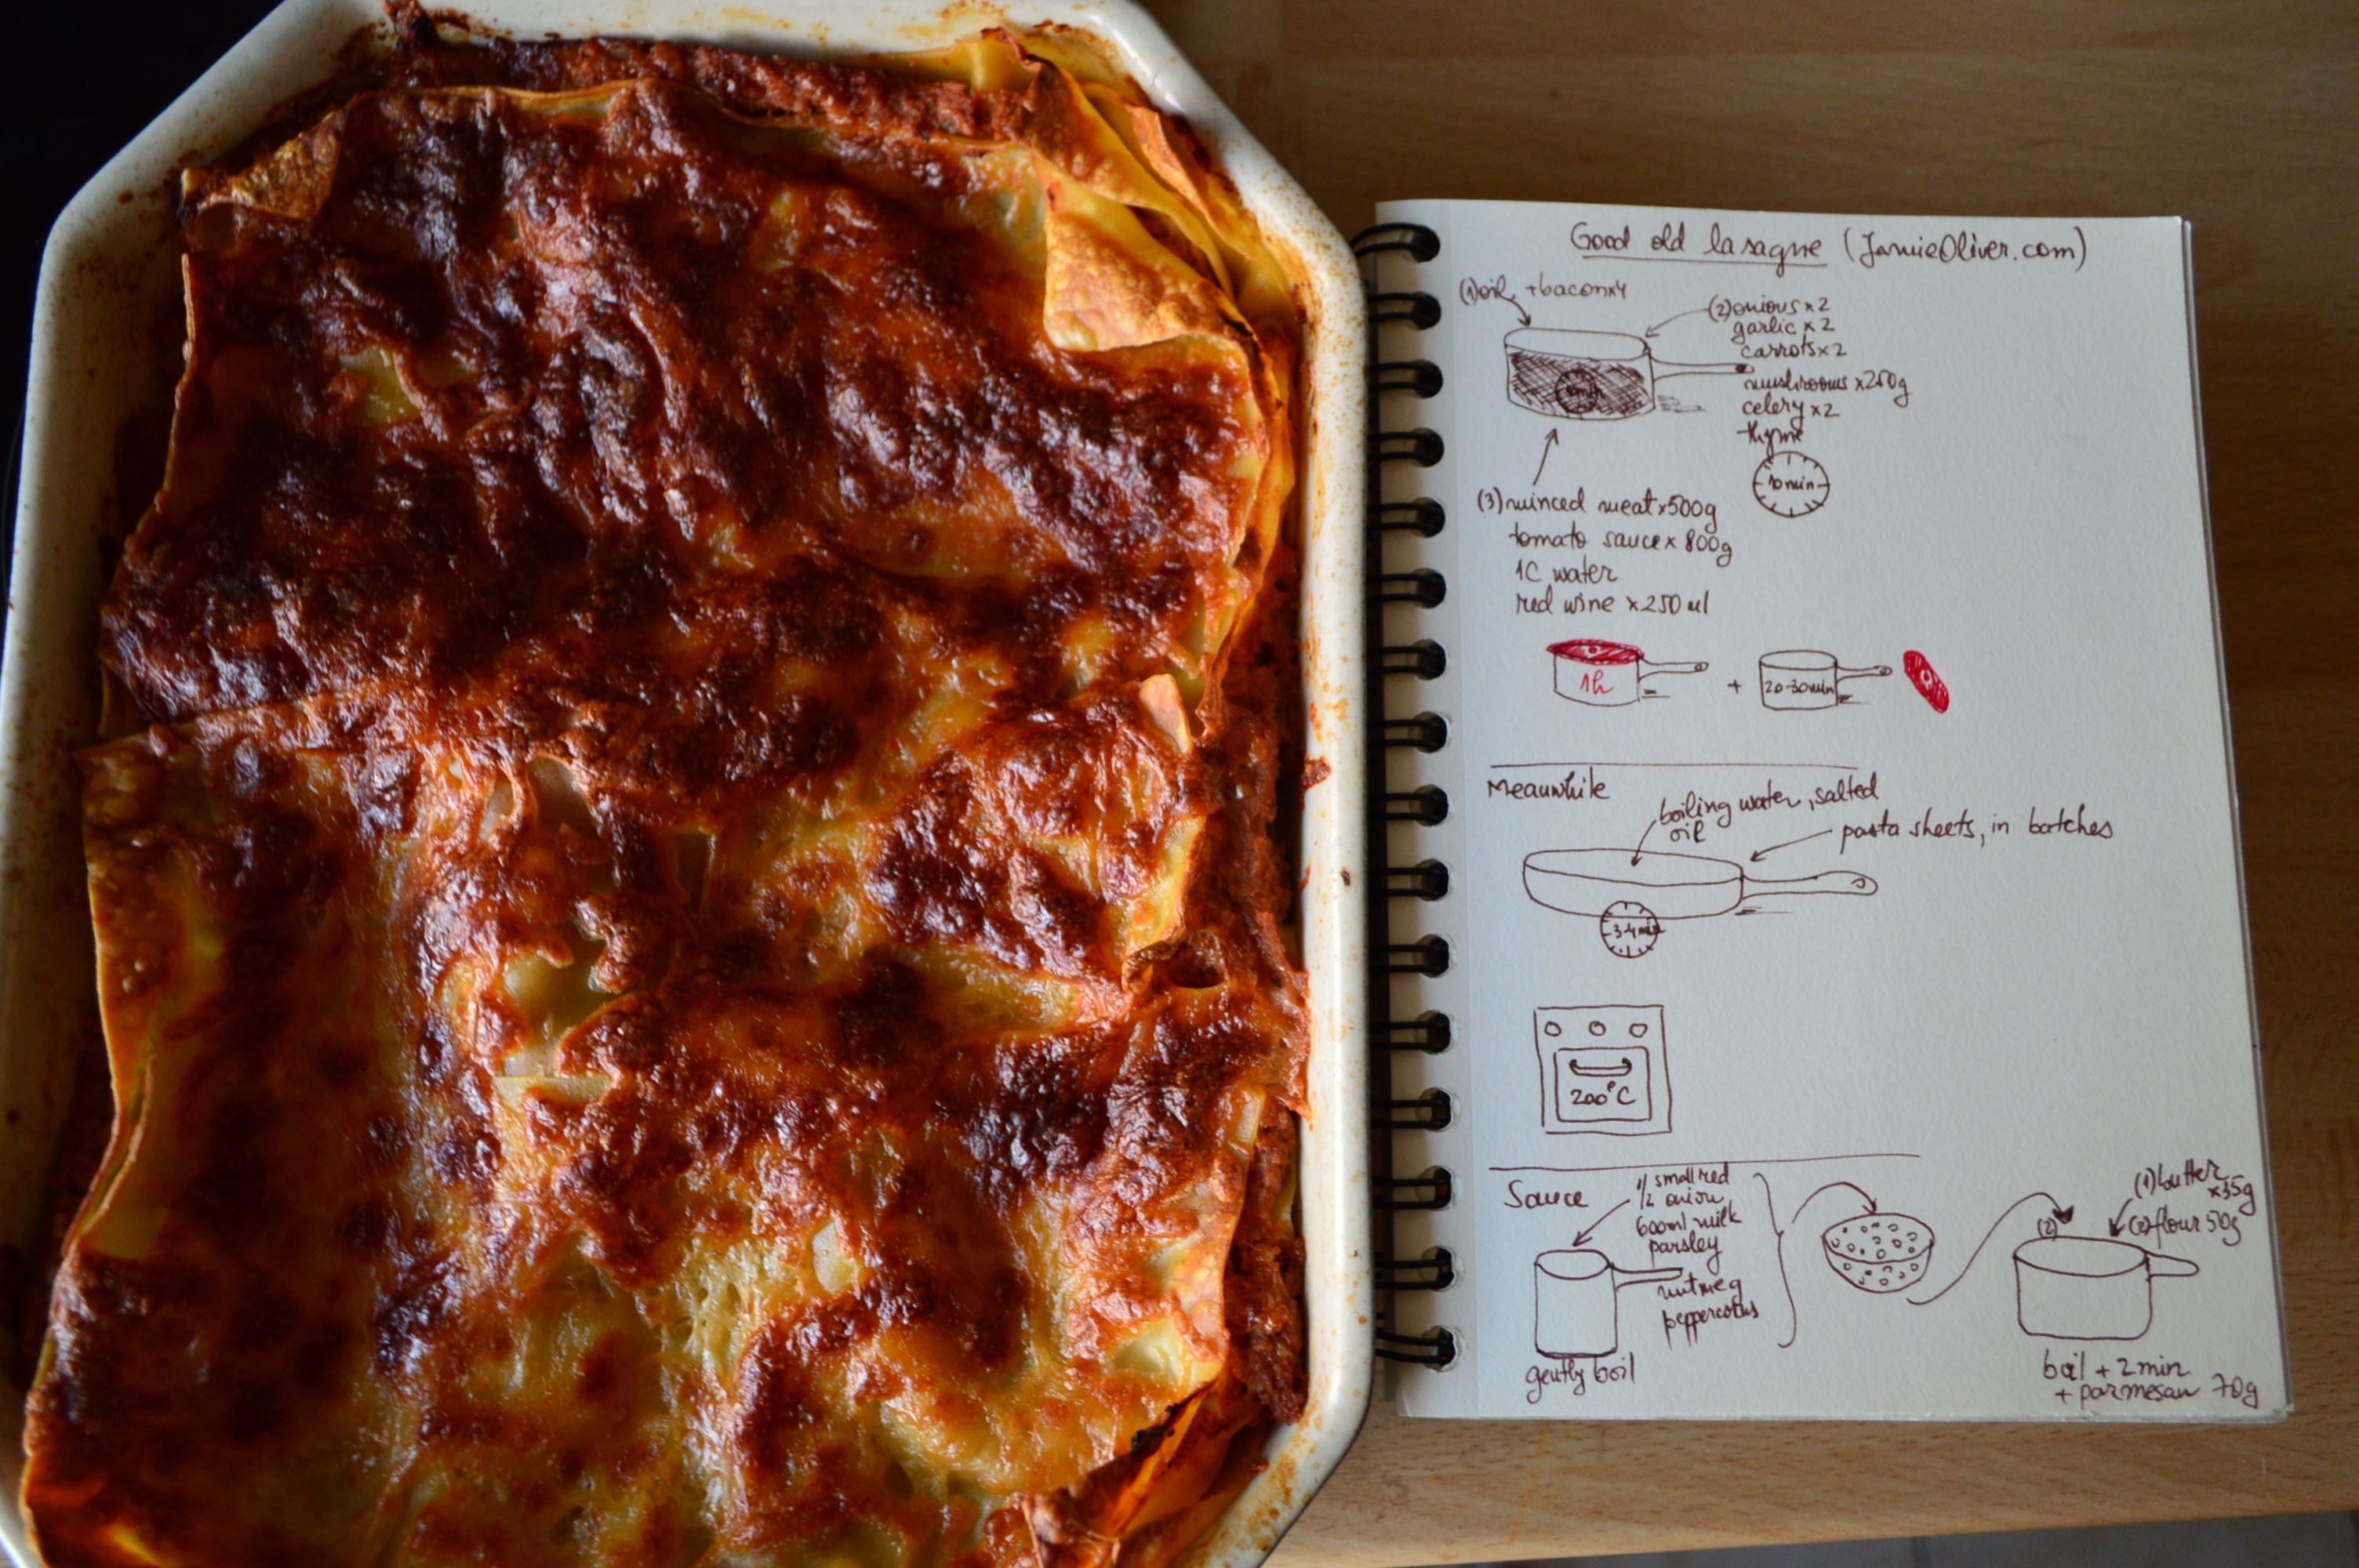 Good old lasagne (JamieOliver.com)
(1) oil, +bacon x4
(2) onions x 2
garlic x 2
carrots x 2
mushrooms x 250g
celery x 2
thyme
10 min
(3) minced meat x 500g
tomato sauce x 800g
1C water
red wine x 250 ml
1h
+
20-30min
Meanwhile
boiling water, salted
oil
pasta sheets, in batches
3-4 min
200°C
Sauce
1/2 small red
onion
600ml milk
parsley
nutmeg
peppercorns
gently boil
(2)
(1) butter
x35g
(2) flour 50g
boil + 2 min
+ parmesan 70g